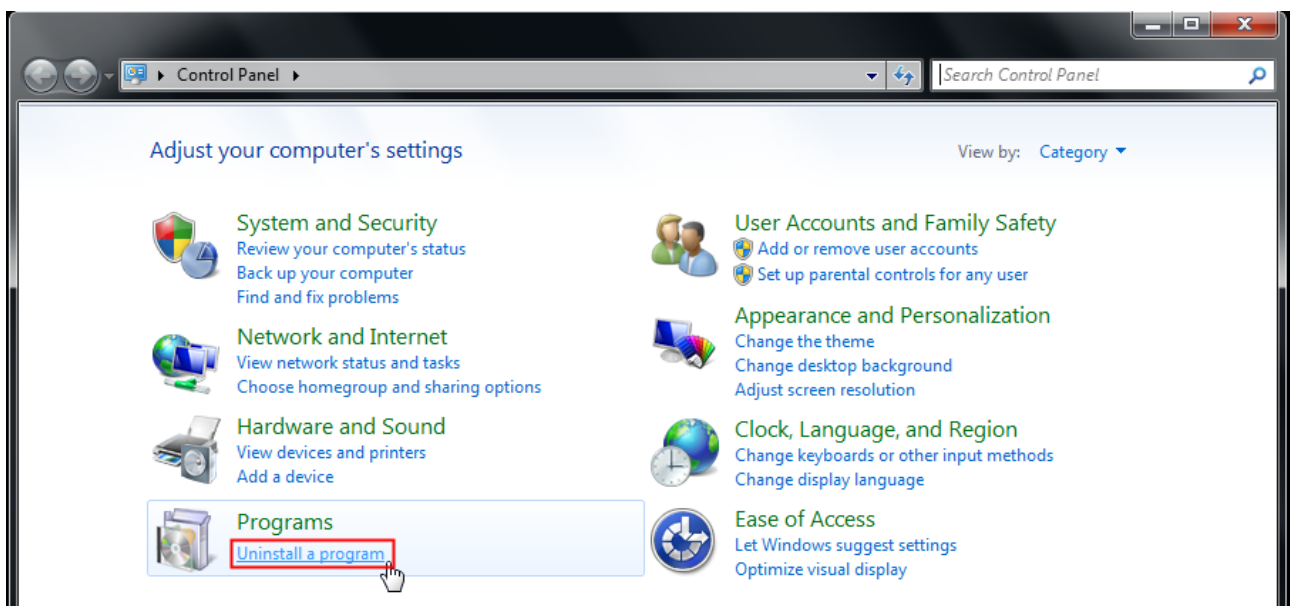 Control Panel
Search Control Panel
Adjust your computer's settings
View by: Category
System and Security
Review your computer's status
Back up your computer
Find and fix problems
Network and Internet
View network status and tasks
Choose homegroup and sharing options
Hardware and Sound
View devices and printers
Add a device
Programs
Uninstall a program
User Accounts and Family Safety
Add or remove user accounts
Set up parental controls for any user
Appearance and Personalization
Change the theme
Change desktop background
Adjust screen resolution
Clock, Language, and Region
Change keyboards or other input methods
Change display language
Ease of Access
Let Windows suggest settings
Optimize visual display